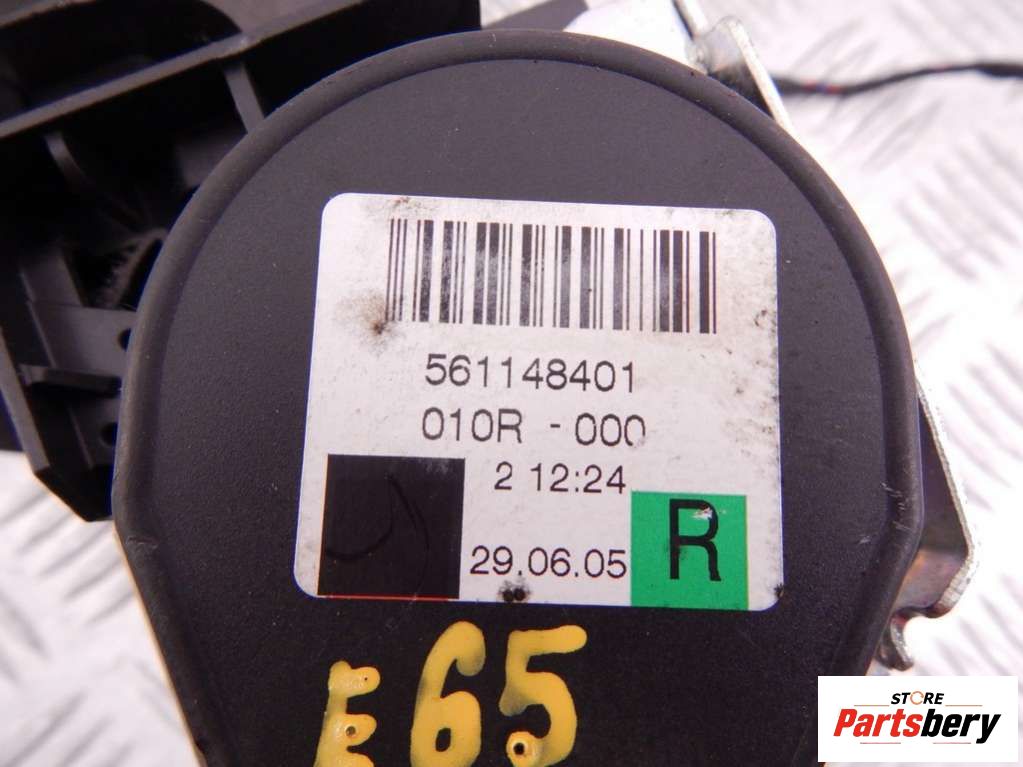 561148401
010R - 000
2 12:24
29.06.05
R
E65
STORE
Partsbery